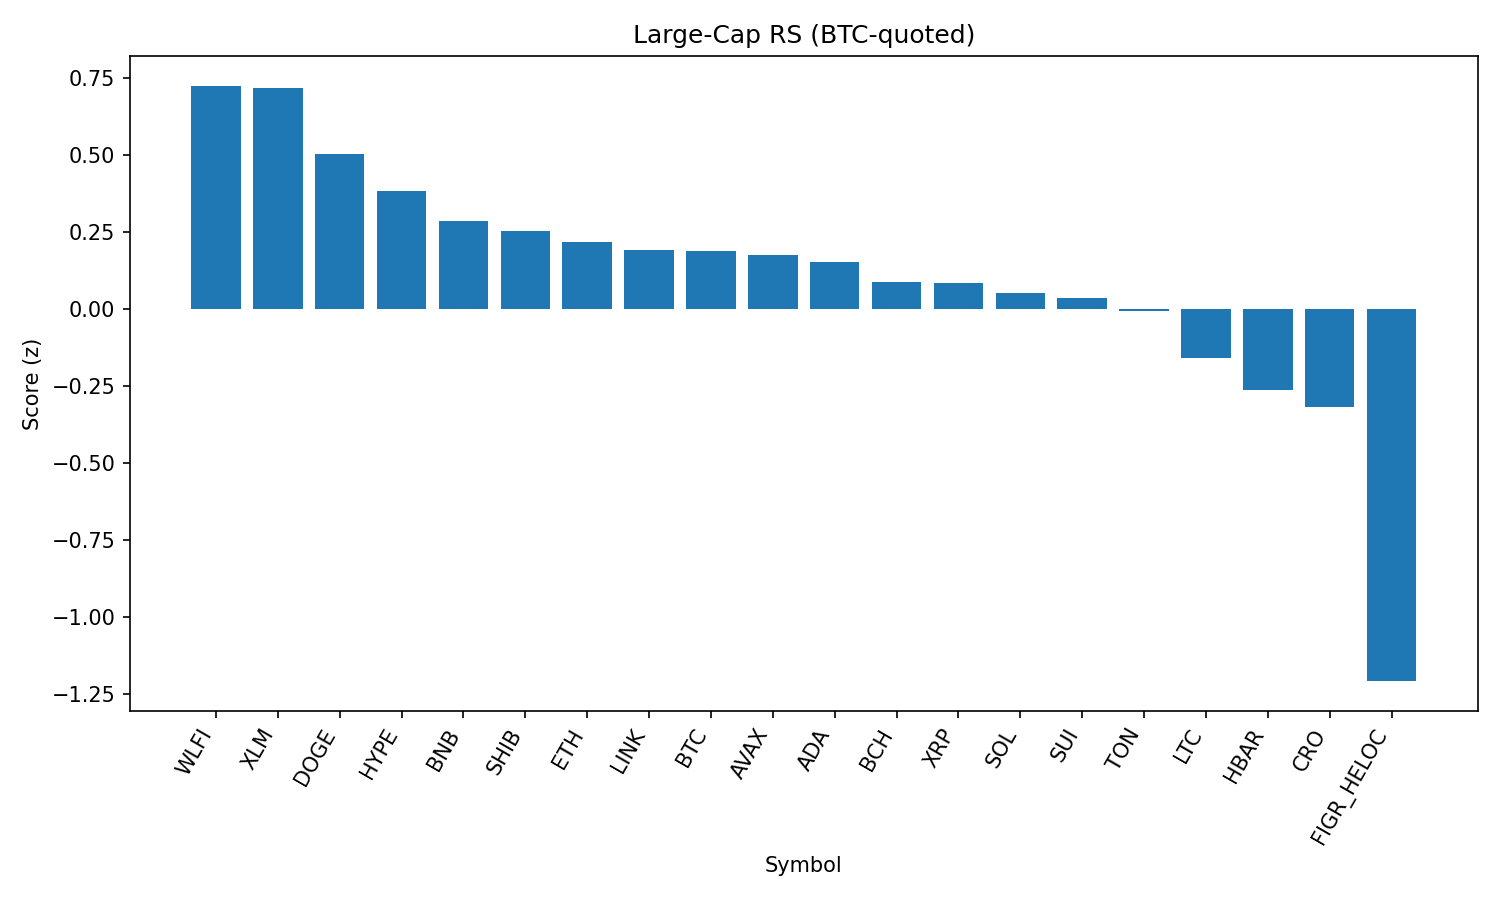 Large-Cap RS (BTC-quoted)
Score (z)
0.75
0.50
0.25
0.00
−0.25
−0.50
−0.75
−1.00
−1.25
WLFI
XLM
DOGE
HYPE
BNB
SHIB
ETH
LINK
BTC
AVAX
ADA
BCH
XRP
SOL
SUI
TON
LTC
HBAR
CRO
FIGR_HELOC
Symbol